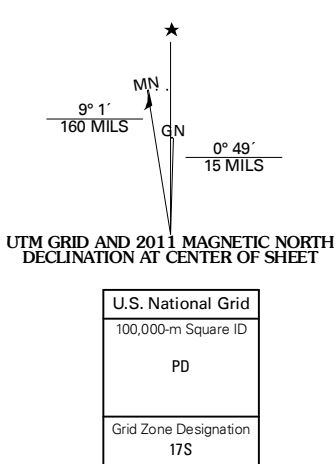 ★
MN
9° 1´
160 MILS
GN
0° 49´
15 MILS
UTM GRID AND 2011 MAGNETIC NORTH
DECLINATION AT CENTER OF SHEET
U.S. National Grid
100,000-m Square ID
PD
Grid Zone Designation
17S